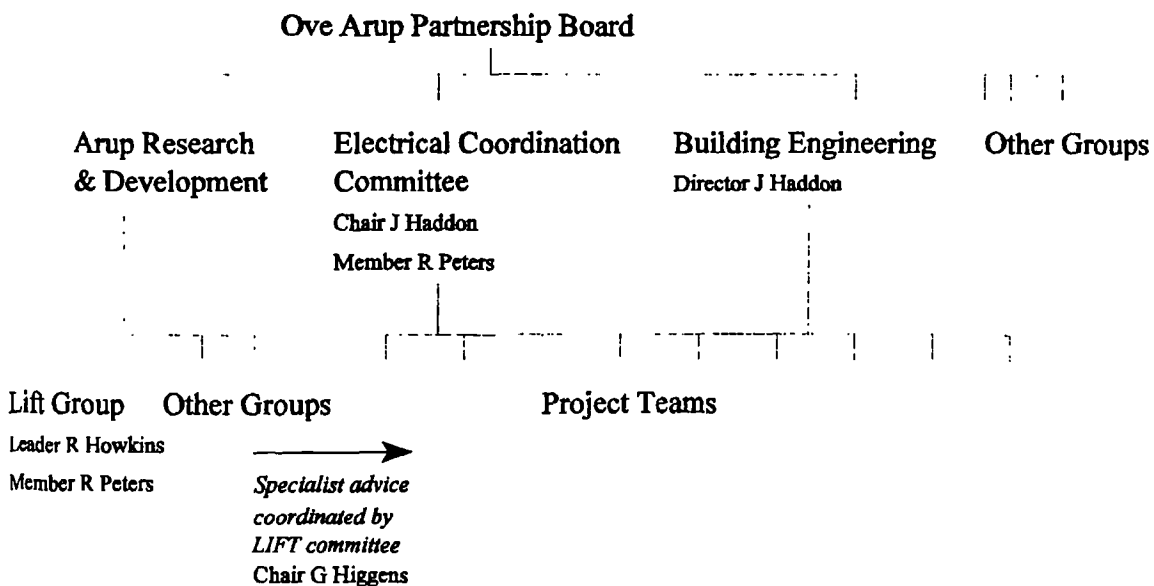 Ove Arup Partnership Board
Arup Research
& Development
Electrical Coordination
Committee
Chair J Haddon
Member R Peters
Building Engineering
Director J Haddon
Other Groups
Lift Group
Leader R Howkins
Member R Peters
Other Groups
Specialist advice
coordinated by
LIFT committee
Chair G Higgens
Project Teams